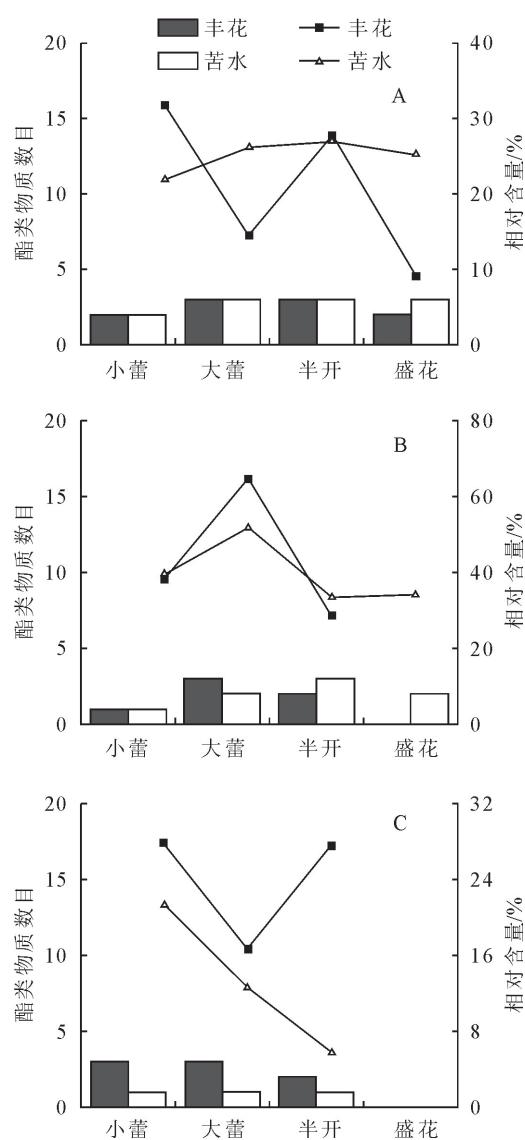 丰花 丰花
苦水 苦水
A
20 40
15 30
10 20
5 10
0 0
酯类物质数目
相对含量/%
小蕾 大蕾 半开 盛花
B
20 80
15 60
10 40
5 20
0 0
酯类物质数目
相对含量/%
小蕾 大蕾 半开 盛花
C
20 32
15 24
10 16
5 8
0 0
酯类物质数目
相对含量/%
小蕾 大蕾 半开 盛花